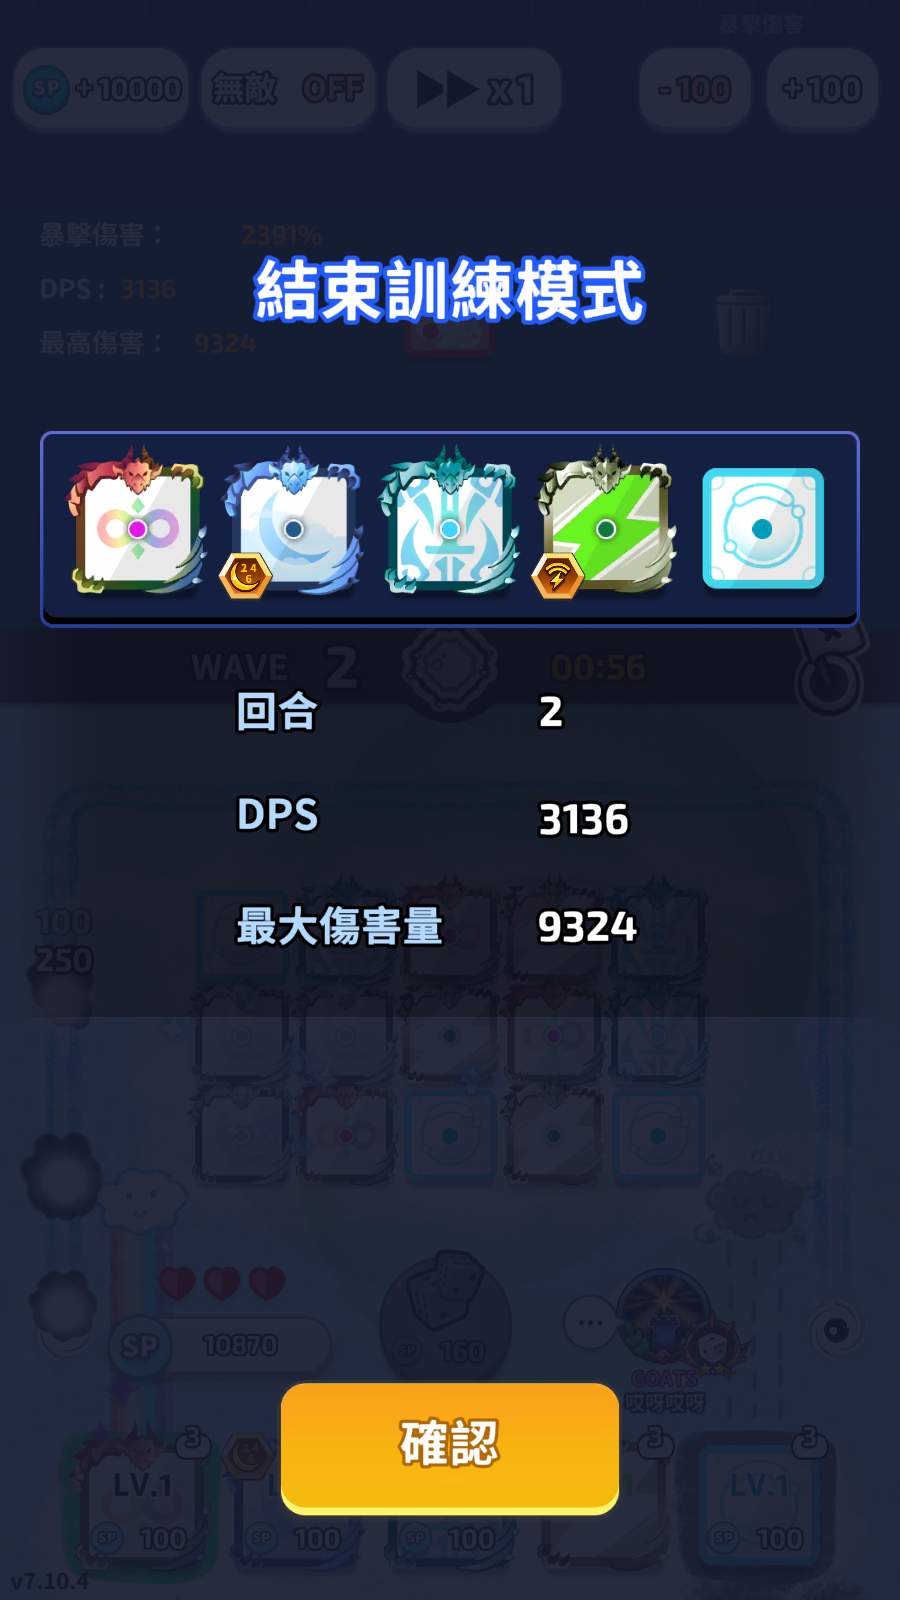 暴擊傷害
SP +10000 無敵 OFF x1 -100 +100
暴擊傷害： 2391%
DPS： 3136
最高傷害： 9324
結束訓練模式
2 4
6
WAVE 2 00:56
回合 2
DPS 3136
最大傷害量 9324
100
250
SP 10870
SP 160
GOATS
哎呀哎呀
確認
3 3 3
LV.1 LV.1
SP 100 SP 100 SP 100 SP 100
v7.10.4